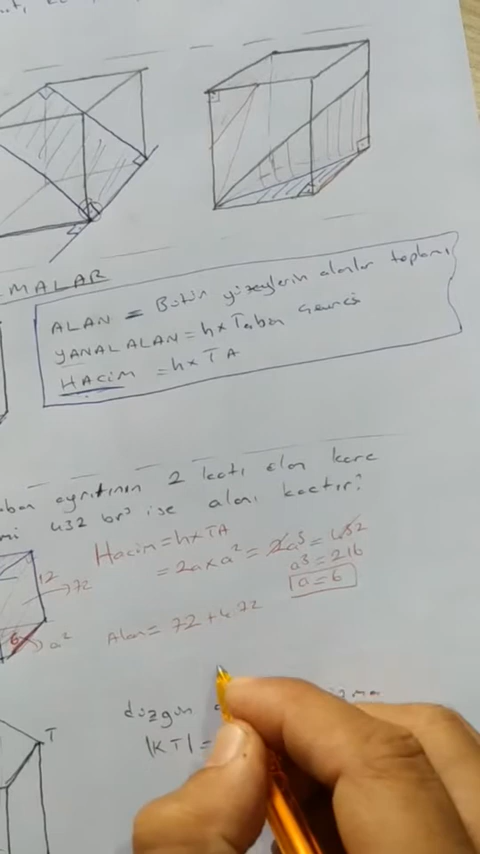 MALAR
ALAN = Bütün yüzeylerin alanlar toplamı
YANAL ALAN = h x Taban çevresi
HACİM = h x TA
ayrıtının 2 katı olan kare
432 br³ ise alanı kaçtır?
Hacim = h x TA
= 2a x a² = 2a³ = 432
a³ = 216
a = 6
12
72
6
a²
Alan = 72 + 4.72
düzgün
T
|KT| =